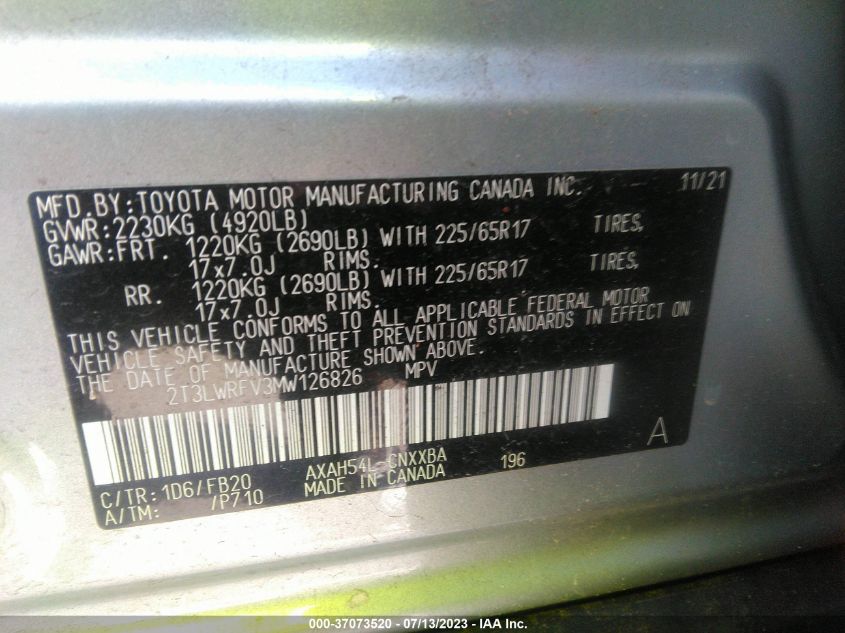 MFD.BY:TOYOTA MOTOR MANUFACTURING CANADA INC. 11/21
GVWR:2230KG (4920LB)
GAWR:FRT. 1220KG (2690LB) WITH 225/65R17 TIRES,
17x7.0J RIMS.
RR. 1220KG (2690LB) WITH 225/65R17 TIRES,
17x7.0J RIMS.
THIS VEHICLE CONFORMS TO ALL APPLICABLE FEDERAL MOTOR
VEHICLE SAFETY AND THEFT PREVENTION STANDARDS IN EFFECT ON
THE DATE OF MANUFACTURE SHOWN ABOVE.
2T3LWRFV3MW126826 MPV
A
C/TR:1D6/FB20 AXAH54L-CNXXBA 196
A/TM: /P710 MADE IN CANADA
000-37073520 - 07/13/2023 - IAA Inc.